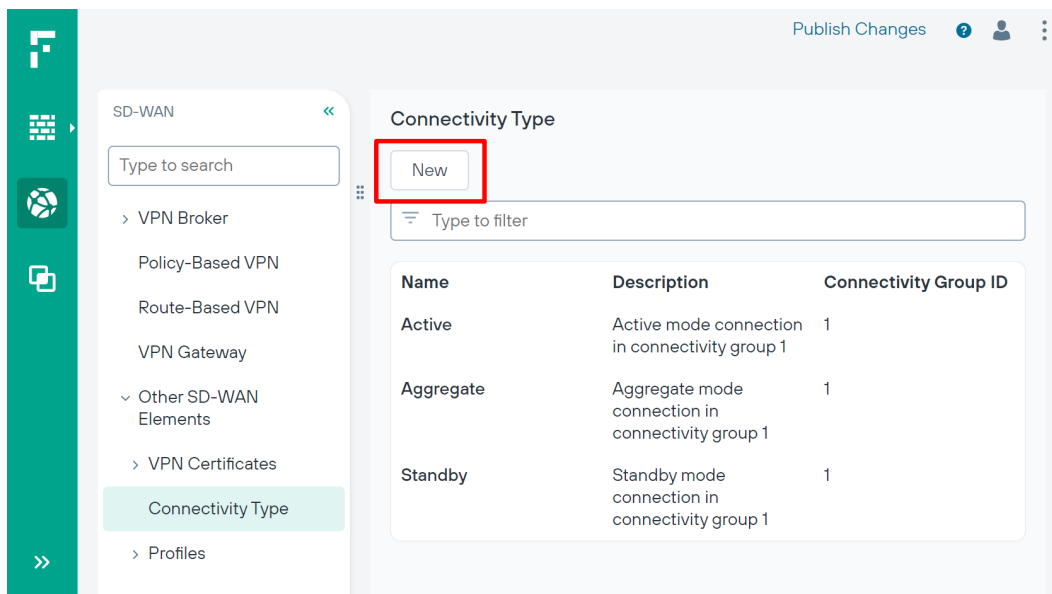 Publish Changes
SD-WAN
Type to search
VPN Broker
Policy-Based VPN
Route-Based VPN
VPN Gateway
Other SD-WAN
Elements
VPN Certificates
Connectivity Type
Profiles
Connectivity Type
New
Type to filter
Name Description Connectivity Group ID
Active Active mode connection 1
in connectivity group 1
Aggregate Aggregate mode 1
connection in
connectivity group 1
Standby Standby mode 1
connection in
connectivity group 1